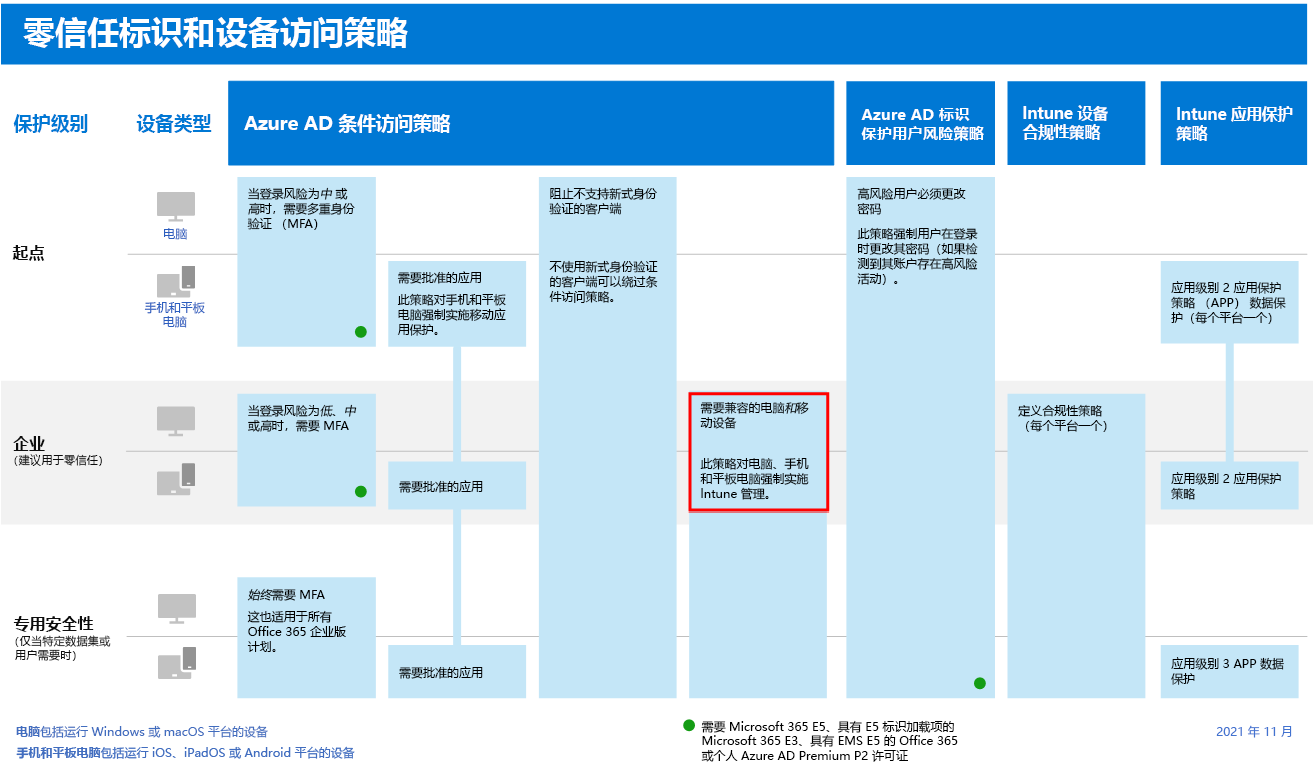 零信任标识和设备访问策略
保护级别
设备类型
Azure AD 条件访问策略
Azure AD 标识
保护用户风险策略
Intune 设备
合规性策略
Intune 应用保护
策略
起点
电脑
手机和平板
电脑
当登录风险为中 或
高时，需要多重身份
验证 （MFA）
需要批准的应用
此策略对手机和平板
电脑强制实施移动应
用保护。
阻止不支持新式身份
验证的客户端
不使用新式身份验证
的客户端可以绕过条
件访问策略。
高风险用户必须更改
密码
此策略强制用户在登录
时更改其密码（如果检
测到其账户存在高风险
活动）。
应用级别 2 应用保护
策略 （APP） 数据保
护（每个平台一个）
企业
(建议用于零信任)
当登录风险为低、中
或高时，需要 MFA
需要批准的应用
需要兼容的电脑和移
动设备
此策略对电脑、手机
和平板电脑强制实施
Intune 管理。
定义合规性策略
（每个平台一个）
应用级别 2 应用保护
策略
专用安全性
(仅当特定数据集或
用户需要时)
始终需要 MFA
这也适用于所有
Office 365 企业版
计划。
需要批准的应用
应用级别 3 APP 数据
保护
电脑包括运行 Windows 或 macOS 平台的设备
手机和平板电脑包括运行 iOS、iPadOS 或 Android 平台的设备
需要 Microsoft 365 E5、具有 E5 标识加载项的
Microsoft 365 E3、具有 EMS E5 的 Office 365
或个人 Azure AD Premium P2 许可证
2021 年 11 月